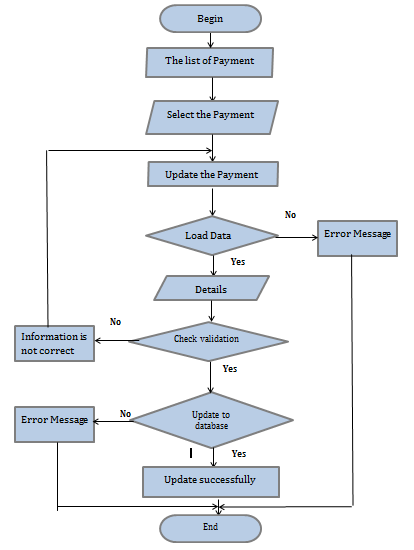 Begin
The list of Payment
Select the Payment
Update the Payment
Load Data
No
Error Message
Yes
Details
No
Information is
not correct
Check validation
Yes
Error Message
No
Update to
database
Yes
Update successfully
End